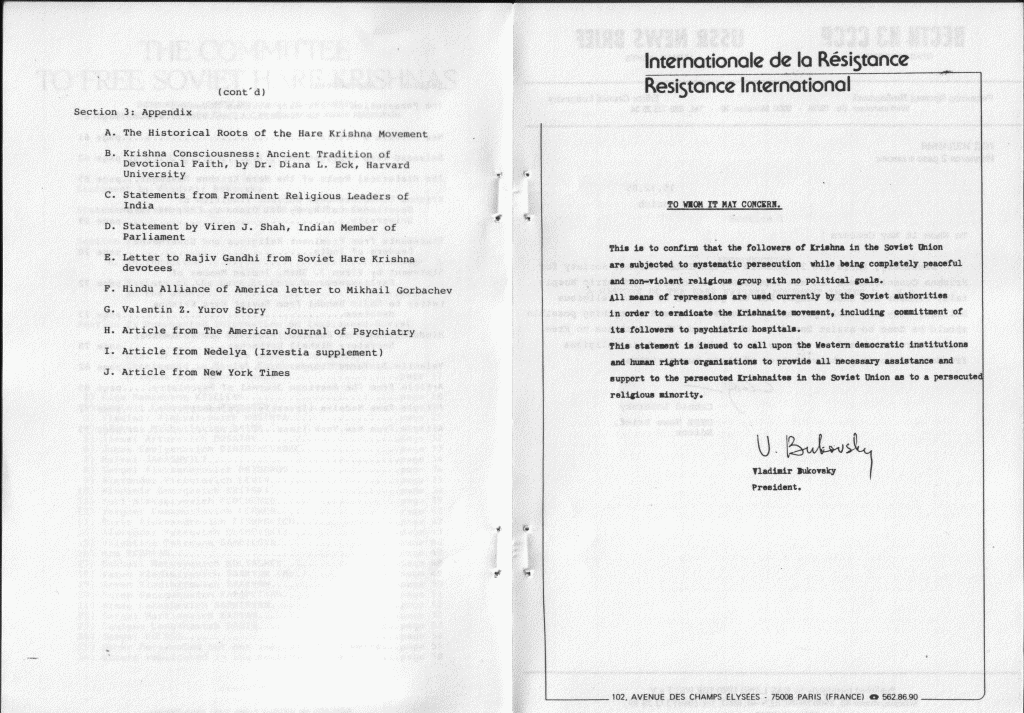 (cont'd)
Section 3: Appendix
A. The Historical Roots of the Hare Krishna Movement
B. Krishna Consciousness: Ancient Tradition of
Devotional Faith, by Dr. Diana L. Eck, Harvard
University
C. Statements from Prominent Religious Leaders of
India
D. Statement by Viren J. Shah, Indian Member of
Parliament
E. Letter to Rajiv Gandhi from Soviet Hare Krishna
devotees
F. Hindu Alliance of America letter to Mikhail Gorbachev
G. Valentin Z. Yurov Story
H. Article from The American Journal of Psychiatry
I. Article from Nedelya (Izvestia supplement)
J. Article from New York Times
Internationale de la Résistance
Resistance International
TO WHOM IT MAY CONCERN.
This is to confirm that the followers of Krishna in the Soviet Union
are subjected to systematic persecution while being completely peaceful
and non-violent religious group with no political goals.
All means of repressions are used currently by the Soviet authorities
in order to eradicate the Krishnaite movement, including commitment of
its followers to psychiatric hospitals.
This statement is issued to call upon the Western democratic institutions
and human rights organizations to provide all necessary assistance and
support to the persecuted Krishnaites in the Soviet Union as to a persecuted
religious minority.
V. Bukovsky
Vladimir Bukovsky
President.
102, AVENUE DES CHAMPS ÉLYSÉES - 75008 PARIS (FRANCE) ☎ 562.86.90